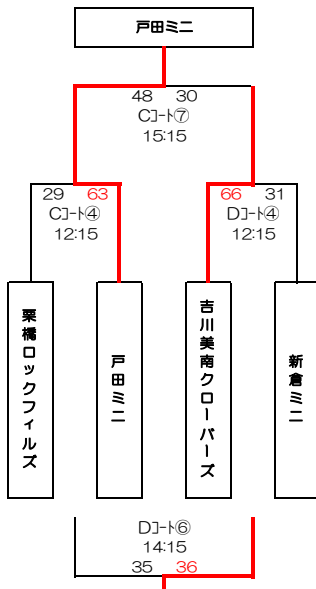 戸田ミニ
48 30
Cコート⑦
15:15
29 63
Cコート④
12:15
66 31
Dコート④
12:15
栗橋ロックフィルズ
戸田ミニ
吉川美南クローバーズ
新倉ミニ
Dコート⑥
14:15
35 36